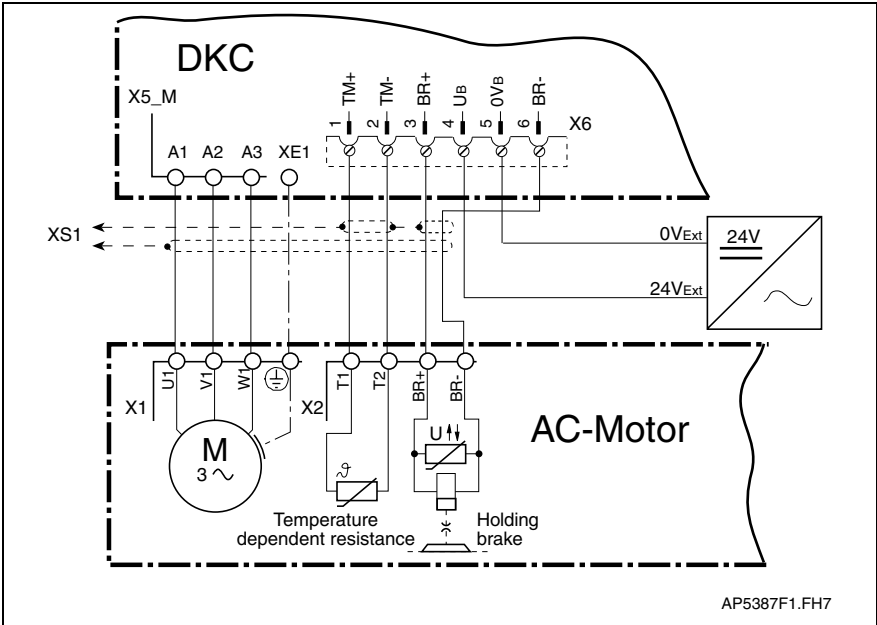 DKC
X5_M
A1 A2 A3 XE1
1 2 3 4 5 6
TM+ TM- BR+ UB 0VB BR-
X6
XS1
0VExt
24VExt
24V
X1
U1 V1 W1
X2
T1 T2 BR+ BR-
M
3
U
ϑ
AC-Motor
Temperature
dependent resistance
Holding
brake
AP5387F1.FH7